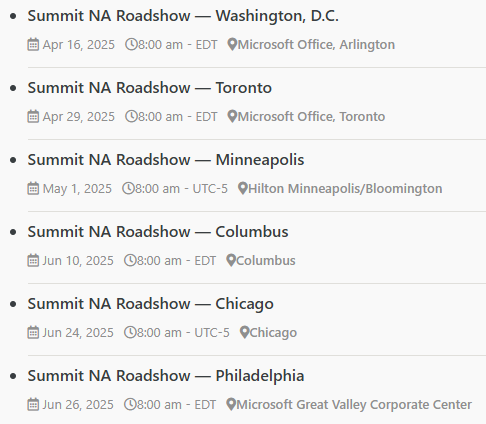 Summit NA Roadshow — Washington, D.C.
Apr 16, 2025 8:00 am - EDT Microsoft Office, Arlington
Summit NA Roadshow — Toronto
Apr 29, 2025 8:00 am - EDT Microsoft Office, Toronto
Summit NA Roadshow — Minneapolis
May 1, 2025 8:00 am - UTC-5 Hilton Minneapolis/Bloomington
Summit NA Roadshow — Columbus
Jun 10, 2025 8:00 am - EDT Columbus
Summit NA Roadshow — Chicago
Jun 24, 2025 8:00 am - UTC-5 Chicago
Summit NA Roadshow — Philadelphia
Jun 26, 2025 8:00 am - EDT Microsoft Great Valley Corporate Center